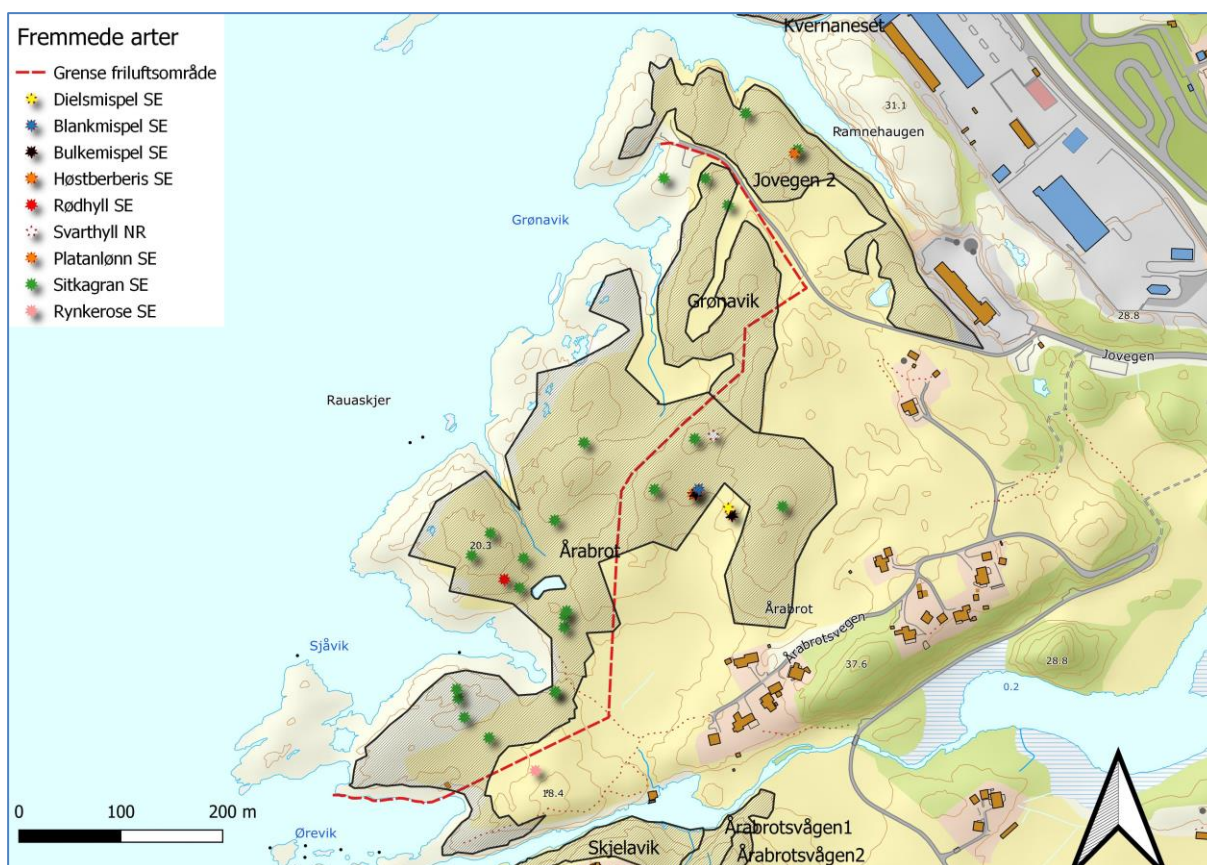 Fremmede arter
Grense friluftsområde
Dielsmispel SE
Blankmispel SE
Bulkemispel SE
Høstberberis SE
Rødhyll SE
Svarthyll NR
Platanlønn SE
Sitkagran SE
Rynkerose SE
Kvernaneset
31.1
Ramnehaugen
Jovegen 2
Grønavik
Grønavik
28.8
Jovegen
Rauaskjer
20.3
Årabrot
Årabrot
Årabrotsvegen
Sjåvik
37.6
28.8
0.2
18.4
0 100 200 m
Ørevik
Skjelavik
Årabrotsvågen1
Årabrotsvågen2